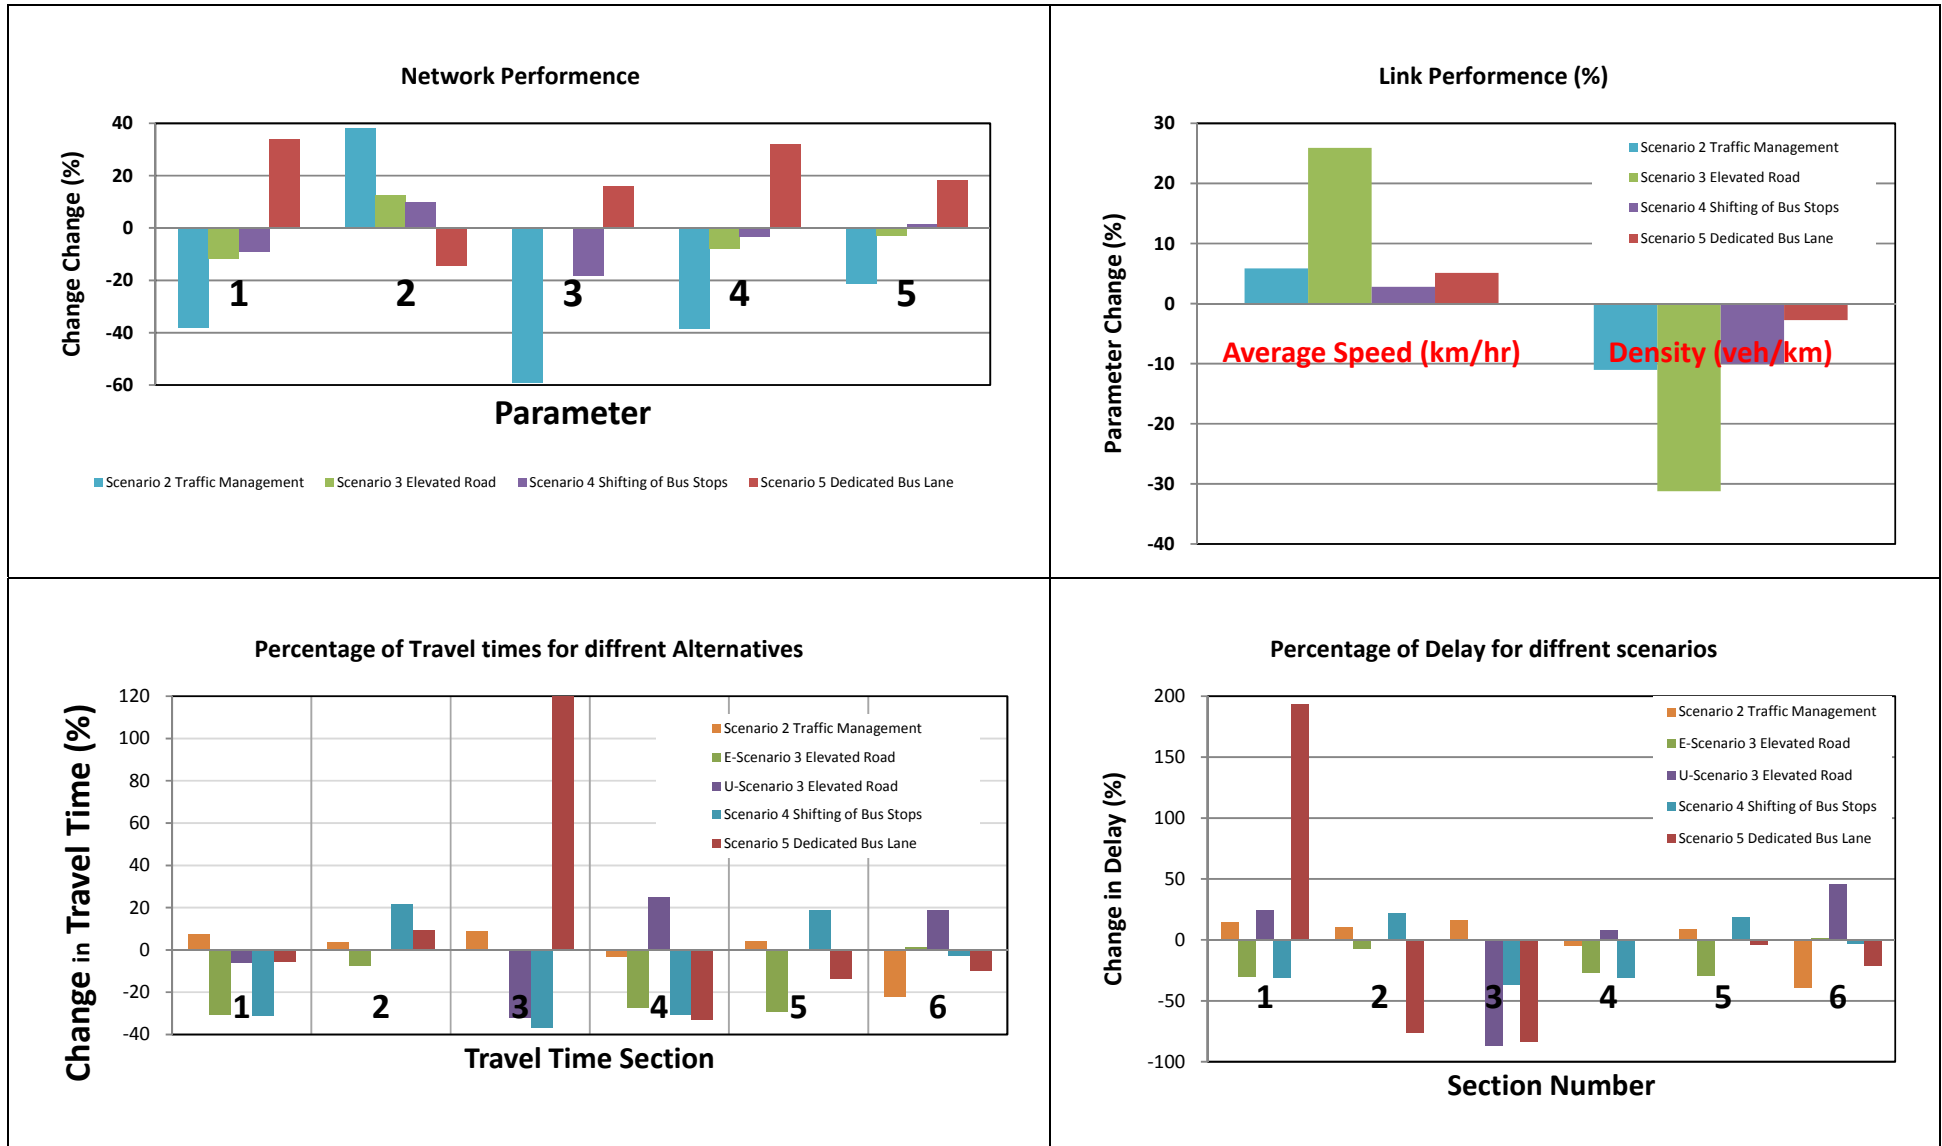 Network Performence
Change Change (%)
40
20
0
-20
-40
-60
1 2 3 4 5
Parameter
Scenario 2 Traffic Management Scenario 3 Elevated Road Scenario 4 Shifting of Bus Stops Scenario 5 Dedicated Bus Lane
Link Performence (%)
Parameter Change (%)
30
20
10
0
-10
-20
-30
-40
Scenario 2 Traffic Management
Scenario 3 Elevated Road
Scenario 4 Shifting of Bus Stops
Scenario 5 Dedicated Bus Lane
Average Speed (km/hr) Density (veh/km)
Percentage of Travel times for diffrent Alternatives
Change in Travel Time (%)
120
100
80
60
40
20
0
-20
-40
Scenario 2 Traffic Management
E-Scenario 3 Elevated Road
U-Scenario 3 Elevated Road
Scenario 4 Shifting of Bus Stops
Scenario 5 Dedicated Bus Lane
1 2 3 4 5 6
Travel Time Section
Percentage of Delay for diffrent scenarios
Change in Delay (%)
200
150
100
50
0
-50
-100
Scenario 2 Traffic Management
E-Scenario 3 Elevated Road
U-Scenario 3 Elevated Road
Scenario 4 Shifting of Bus Stops
Scenario 5 Dedicated Bus Lane
1 2 3 4 5 6
Section Number